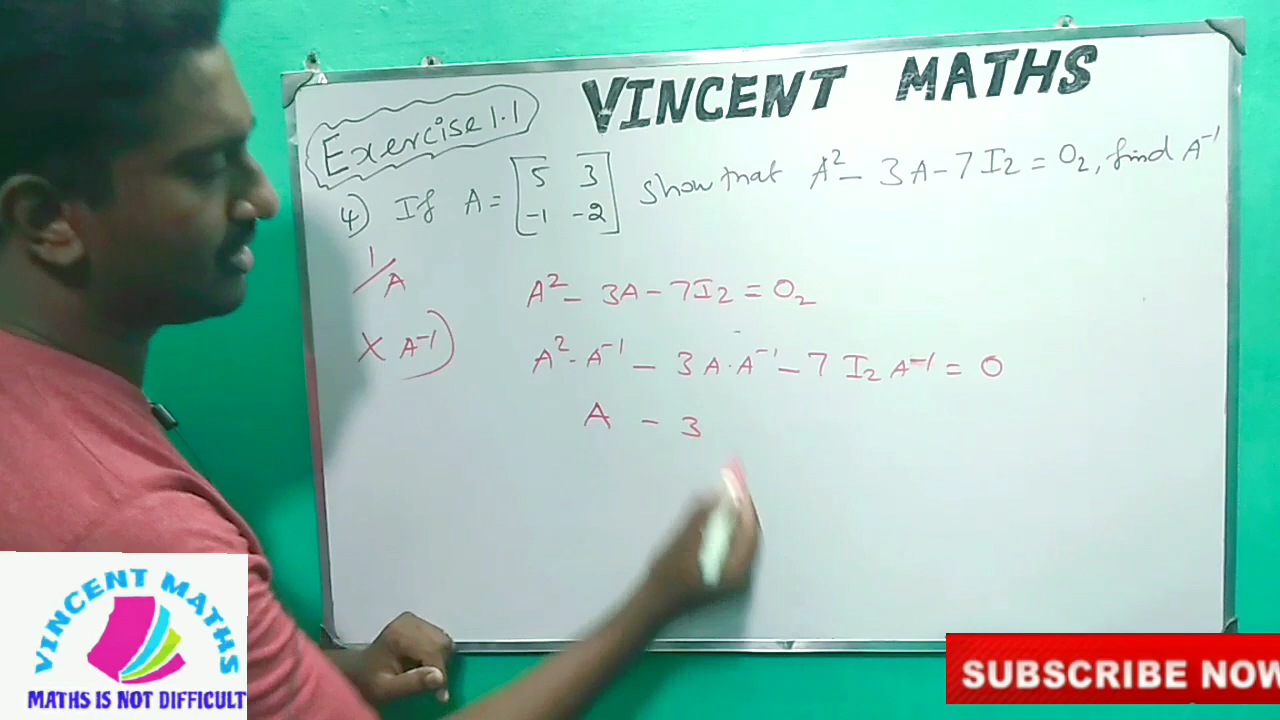 VINCENT MATHS
Exercise 1.1
4) If A = [5 3
-1 -2] show that A² - 3A - 7I₂ = O₂, find A⁻¹
1/A
A² - 3A - 7I₂ = O₂
× A⁻¹)
A² · A⁻¹ - 3A · A⁻¹ - 7 I₂ A⁻¹ = 0
A - 3
VINCENT MATHS
MATHS IS NOT DIFFICULT
SUBSCRIBE NOW